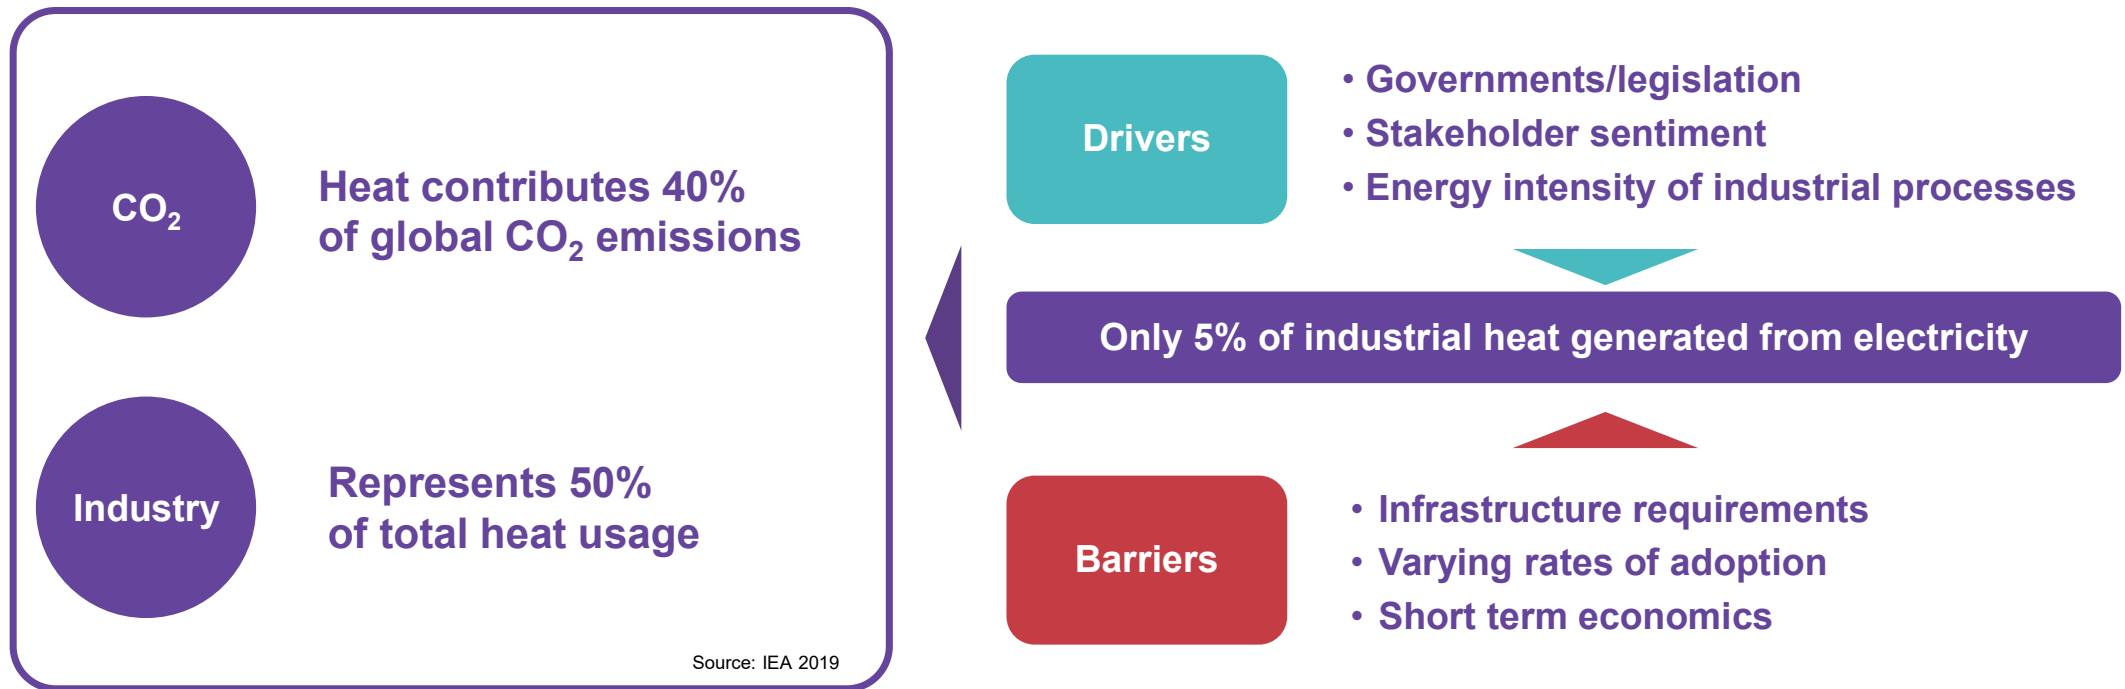 CO₂
Heat contributes 40%
of global CO₂ emissions
Industry
Represents 50%
of total heat usage
Source: IEA 2019
Drivers
• Governments/legislation
• Stakeholder sentiment
• Energy intensity of industrial processes
Only 5% of industrial heat generated from electricity
Barriers
• Infrastructure requirements
• Varying rates of adoption
• Short term economics